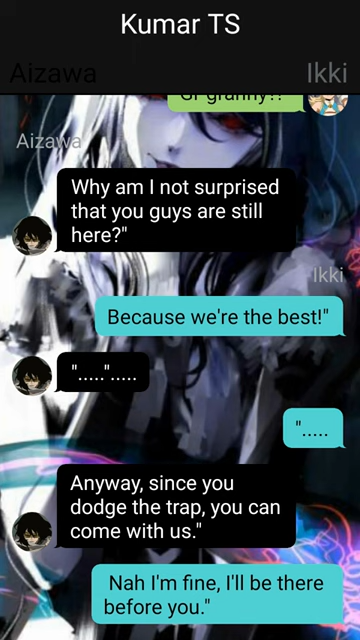 Kumar TS
Aizawa
Ikki
Or granny??
Aizawa
Why am I not surprised
that you guys are still
here?"
Ikki
Because we're the best!"
"....."......
".....
Anyway, since you
dodge the trap, you can
come with us."
Nah I'm fine, I'll be there
before you."